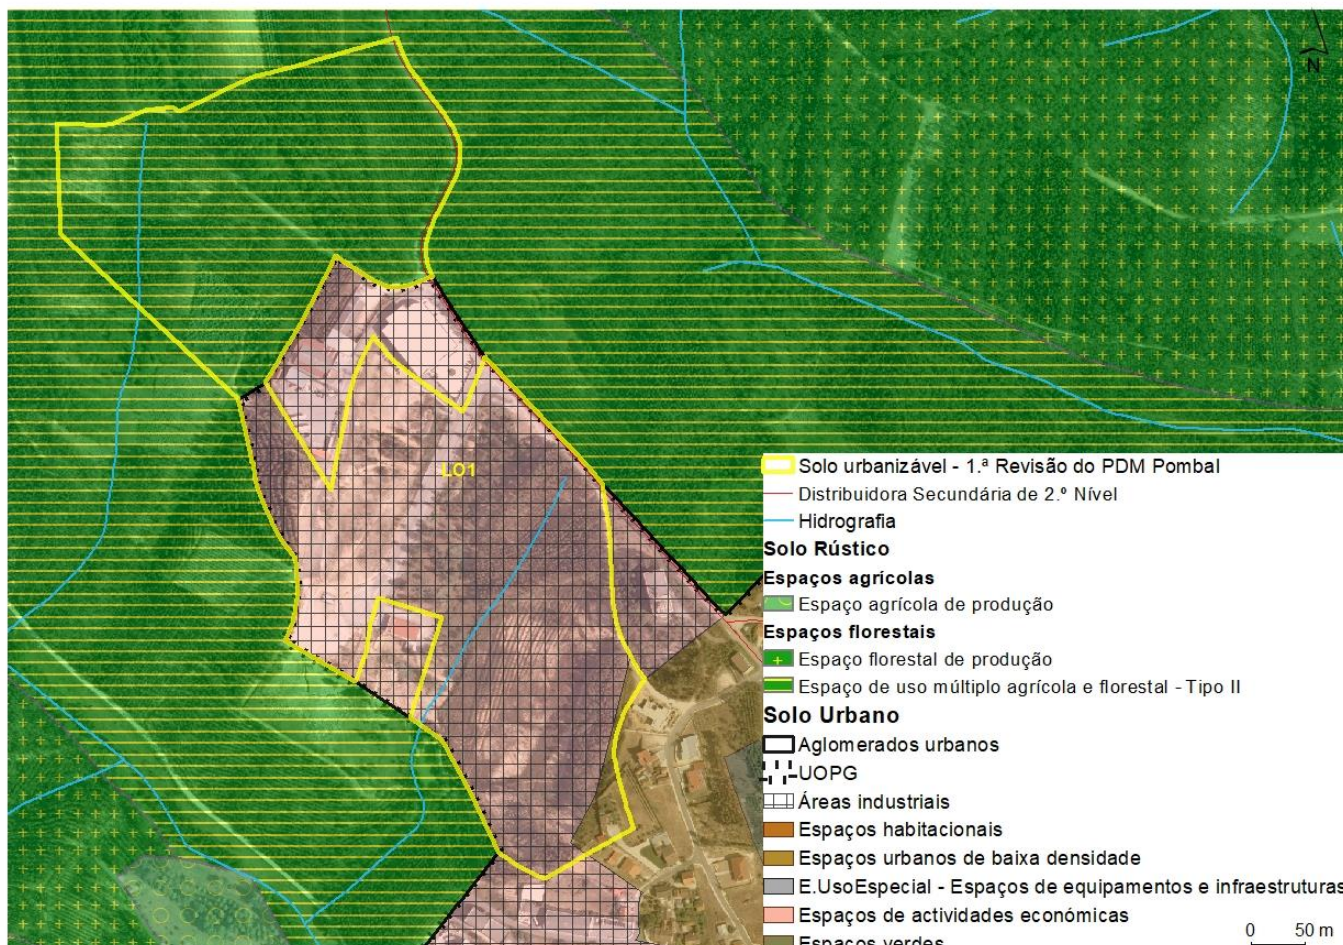 N
L01
Solo urbanizável - 1.ª Revisão do PDM Pombal
Distribuidora Secundária de 2.º Nível
Hidrografia
Solo Rústico
Espaços agrícolas
Espaço agrícola de produção
Espaços florestais
Espaço florestal de produção
Espaço de uso múltiplo agrícola e florestal - Tipo II
Solo Urbano
Aglomerados urbanos
UOPG
Áreas industriais
Espaços habitacionais
Espaços urbanos de baixa densidade
E.UsoEspecial - Espaços de equipamentos e infraestruturas
Espaços de actividades económicas
Espaços verdes
0 50 m